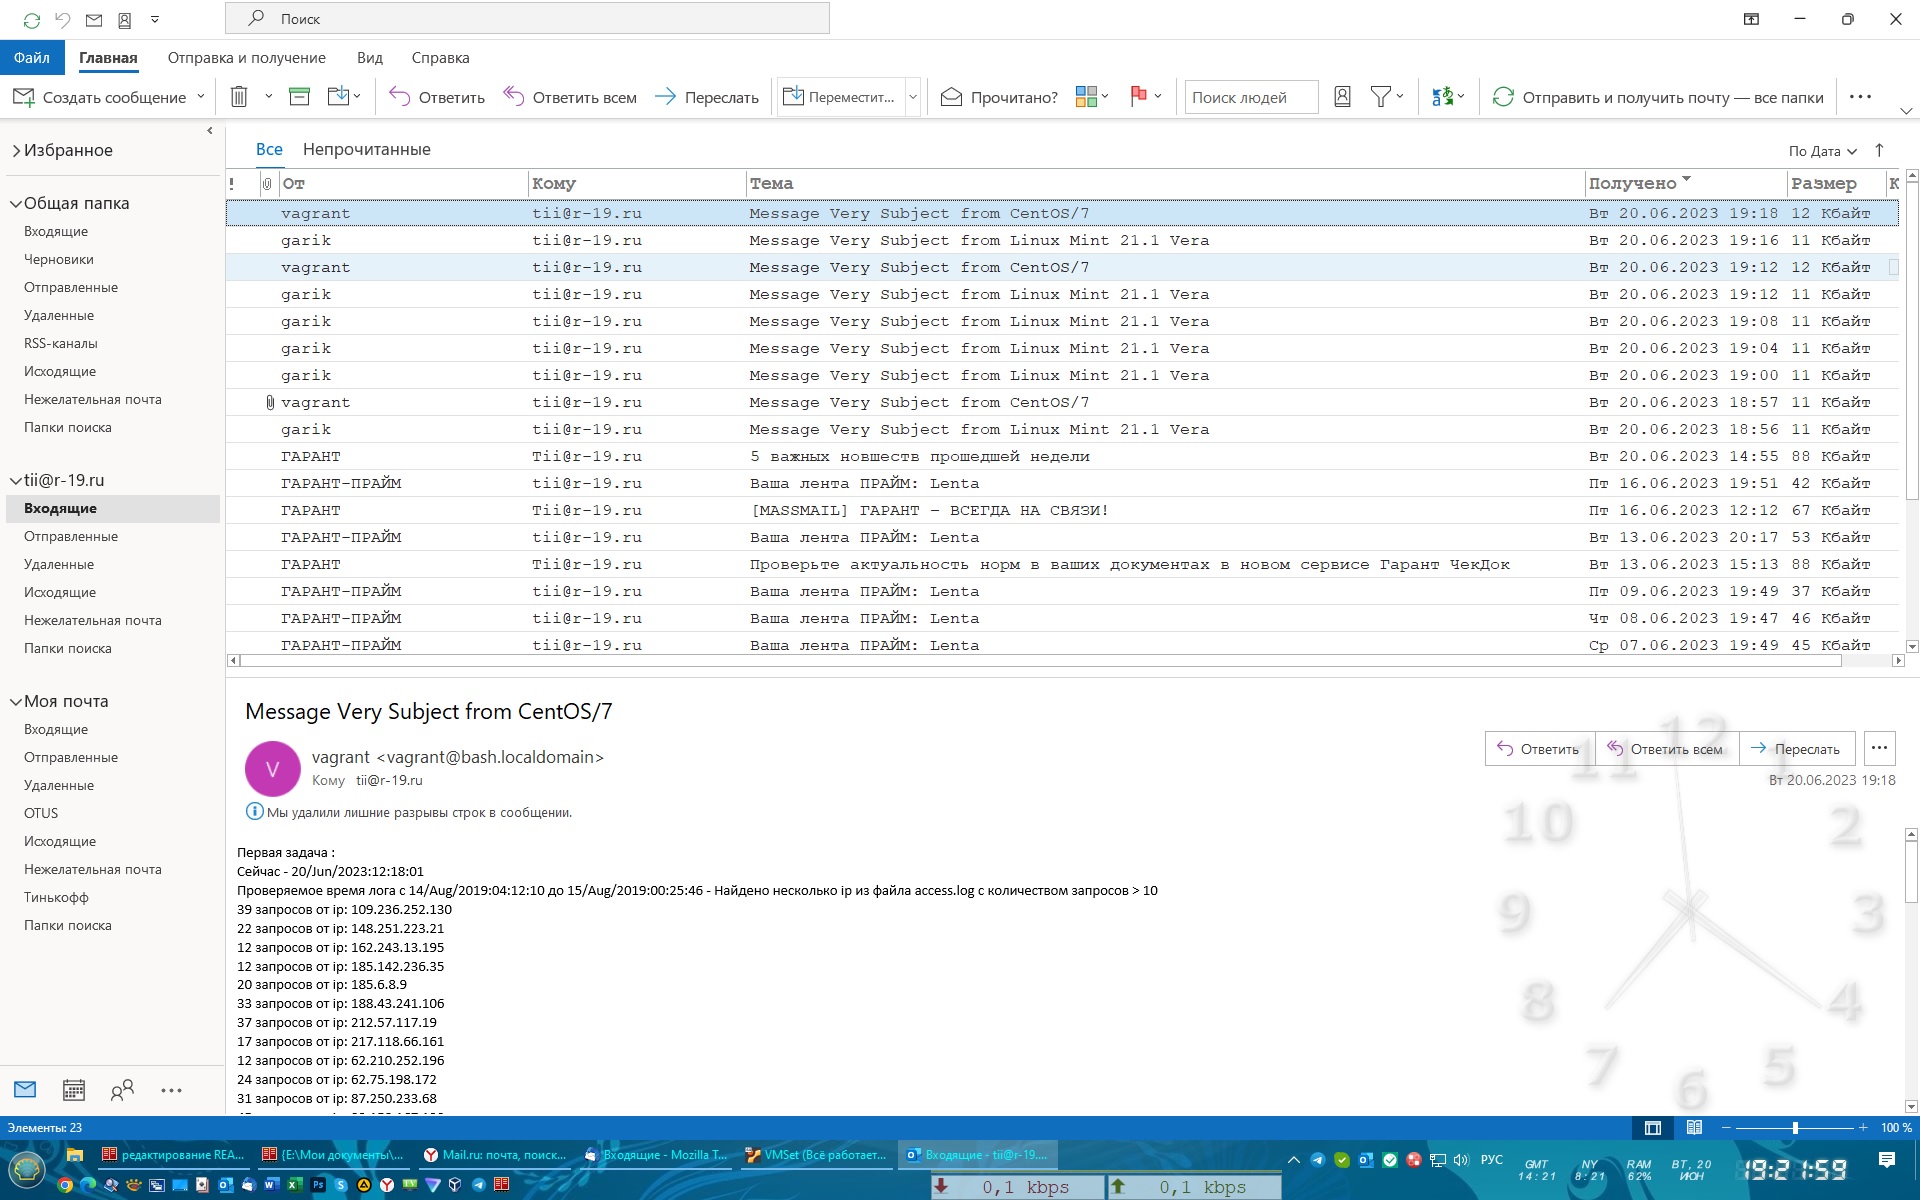 Поиск
Файл Главная Отправка и получение Вид Справка
Создать сообщение Ответить Ответить всем Переслать Переместит... Прочитано? Поиск людей Отправить и получить почту — все папки
Избранное
Общая папка
Входящие
Черновики
Отправленные
Удаленные
RSS-каналы
Исходящие
Нежелательная почта
Папки поиска
tii@r-19.ru
Входящие
Отправленные
Удаленные
Исходящие
Нежелательная почта
Папки поиска
Моя почта
Входящие
Отправленные
Удаленные
OTUS
Исходящие
Нежелательная почта
Тинькофф
Папки поиска
Все Непрочитанные По Дата
! От Кому Тема Получено Размер К
vagrant tii@r-19.ru Message Very Subject from CentOS/7 Вт 20.06.2023 19:18 12 Кбайт
garik tii@r-19.ru Message Very Subject from Linux Mint 21.1 Vera Вт 20.06.2023 19:16 11 Кбайт
vagrant tii@r-19.ru Message Very Subject from CentOS/7 Вт 20.06.2023 19:12 12 Кбайт
garik tii@r-19.ru Message Very Subject from Linux Mint 21.1 Vera Вт 20.06.2023 19:12 11 Кбайт
garik tii@r-19.ru Message Very Subject from Linux Mint 21.1 Vera Вт 20.06.2023 19:08 11 Кбайт
garik tii@r-19.ru Message Very Subject from Linux Mint 21.1 Vera Вт 20.06.2023 19:04 11 Кбайт
garik tii@r-19.ru Message Very Subject from Linux Mint 21.1 Vera Вт 20.06.2023 19:00 11 Кбайт
vagrant tii@r-19.ru Message Very Subject from CentOS/7 Вт 20.06.2023 18:57 11 Кбайт
garik tii@r-19.ru Message Very Subject from Linux Mint 21.1 Vera Вт 20.06.2023 18:56 11 Кбайт
ГАРАНТ Tii@r-19.ru 5 важных новшеств прошедшей недели Вт 20.06.2023 14:55 88 Кбайт
ГАРАНТ-ПРАЙМ tii@r-19.ru Ваша лента ПРАЙМ: Lenta Пт 16.06.2023 19:51 42 Кбайт
ГАРАНТ Tii@r-19.ru [MASSMAIL] ГАРАНТ - ВСЕГДА НА СВЯЗИ! Пт 16.06.2023 12:12 67 Кбайт
ГАРАНТ-ПРАЙМ tii@r-19.ru Ваша лента ПРАЙМ: Lenta Вт 13.06.2023 20:17 53 Кбайт
ГАРАНТ Tii@r-19.ru Проверьте актуальность норм в ваших документах в новом сервисе Гарант ЧекДок Вт 13.06.2023 15:13 88 Кбайт
ГАРАНТ-ПРАЙМ tii@r-19.ru Ваша лента ПРАЙМ: Lenta Пт 09.06.2023 19:49 37 Кбайт
ГАРАНТ-ПРАЙМ tii@r-19.ru Ваша лента ПРАЙМ: Lenta Чт 08.06.2023 19:47 46 Кбайт
ГАРАНТ-ПРАЙМ tii@r-19.ru Ваша лента ПРАЙМ: Lenta Ср 07.06.2023 19:49 45 Кбайт
Message Very Subject from CentOS/7
V
vagrant <vagrant@bash.localdomain>
Кому tii@r-19.ru
Ответить Ответить всем Переслать
Вт 20.06.2023 19:18
Мы удалили лишние разрывы строк в сообщении.
Первая задача :
Сейчас - 20/Jun/2023:12:18:01
Проверяемое время лога с 14/Aug/2019:04:12:10 до 15/Aug/2019:00:25:46 - Найдено несколько ip из файла access.log с количеством запросов > 10
39 запросов от ip: 109.236.252.130
22 запросов от ip: 148.251.223.21
12 запросов от ip: 162.243.13.195
12 запросов от ip: 185.142.236.35
20 запросов от ip: 185.6.8.9
33 запросов от ip: 188.43.241.106
37 запросов от ip: 212.57.117.19
17 запросов от ip: 217.118.66.161
12 запросов от ip: 62.210.252.196
24 запросов от ip: 62.75.198.172
31 запросов от ip: 87.250.233.68
12 1 2 3 4 5 6 7 8 9 10 11
Элементы: 23 100 %
редактирование REA... {E:\Мои документы\... Mail.ru: почта, поиск... Входящие - Mozilla T... VMSet (Всё работает... Входящие - tii@r-19....
РУС
GMT 14:21
NY 8:21
RAM 62%
ВТ, 20 ИЮН
19:21:59
0,1 kbps 0,1 kbps